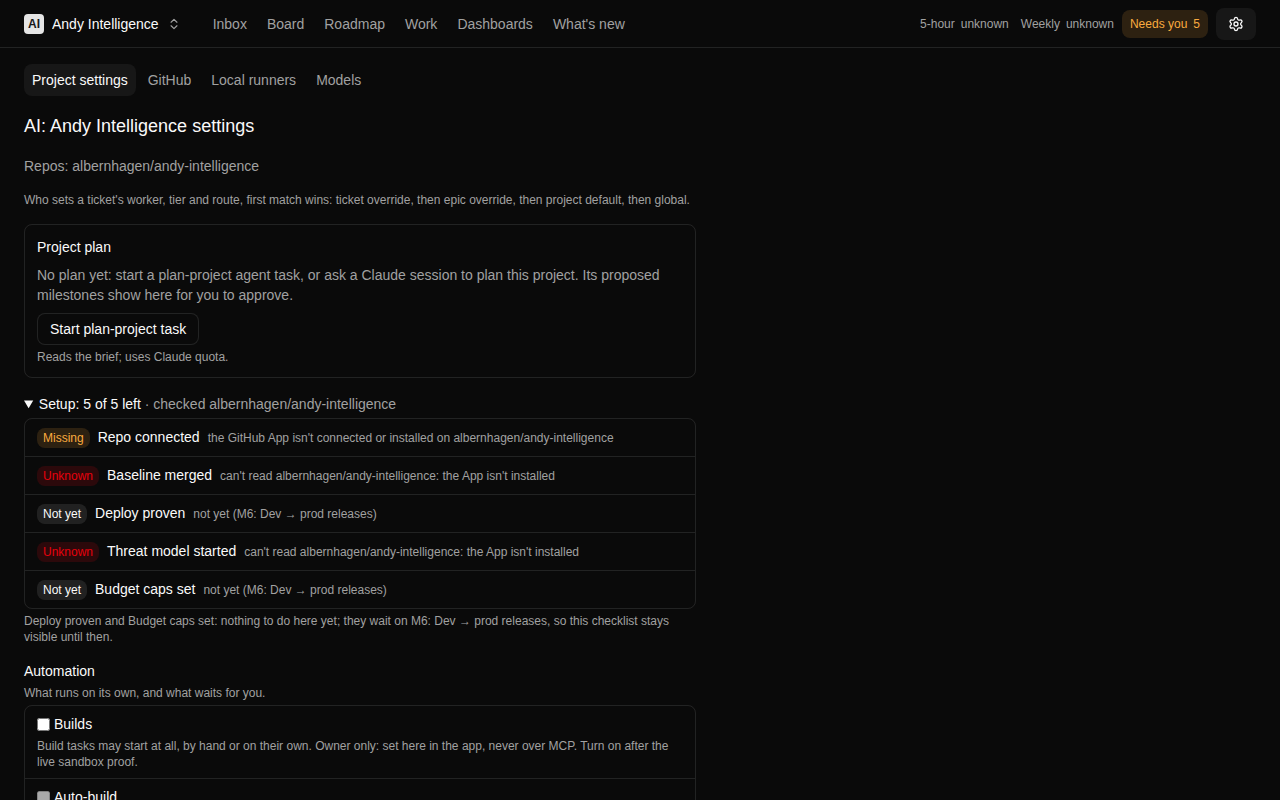 AI Andy Intelligence Inbox Board Roadmap Work Dashboards What's new 5-hour unknown Weekly unknown Needs you 5
Project settings GitHub Local runners Models
AI: Andy Intelligence settings
Repos: albernhagen/andy-intelligence
Who sets a ticket's worker, tier and route, first match wins: ticket override, then epic override, then project default, then global.
Project plan
No plan yet: start a plan-project agent task, or ask a Claude session to plan this project. Its proposed
milestones show here for you to approve.
Start plan-project task
Reads the brief; uses Claude quota.
▼ Setup: 5 of 5 left · checked albernhagen/andy-intelligence
Missing Repo connected the GitHub App isn't connected or installed on albernhagen/andy-intelligence
Unknown Baseline merged can't read albernhagen/andy-intelligence: the App isn't installed
Not yet Deploy proven not yet (M6: Dev → prod releases)
Unknown Threat model started can't read albernhagen/andy-intelligence: the App isn't installed
Not yet Budget caps set not yet (M6: Dev → prod releases)
Deploy proven and Budget caps set: nothing to do here yet; they wait on M6: Dev → prod releases, so this checklist stays
visible until then.
Automation
What runs on its own, and what waits for you.
Builds
Build tasks may start at all, by hand or on their own. Owner only: set here in the app, never over MCP. Turn on after the
live sandbox proof.
Auto-build